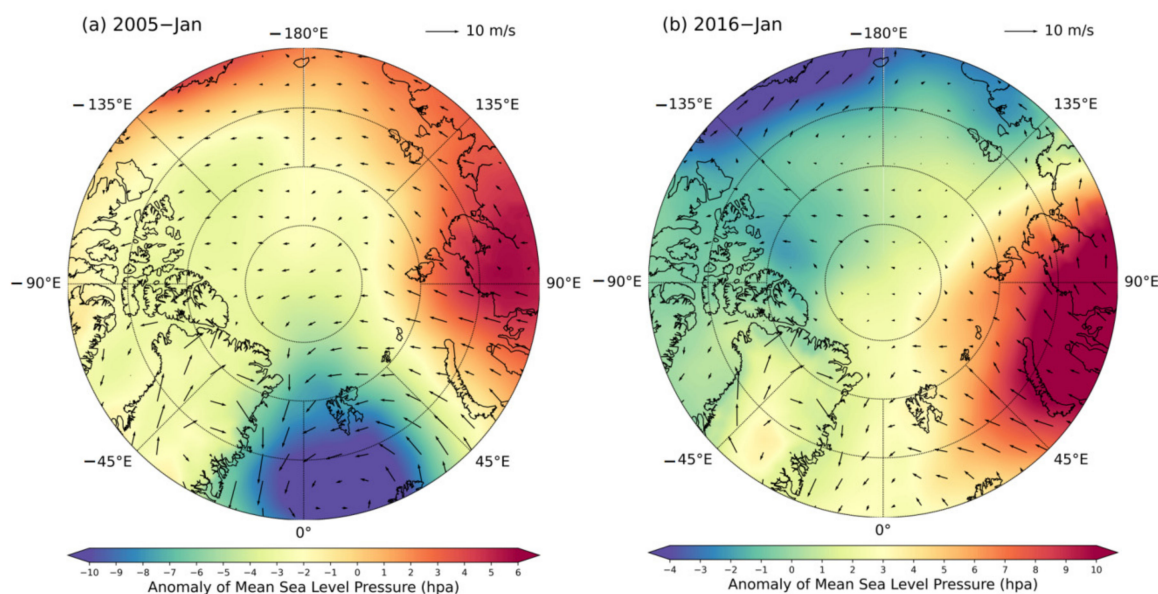 (a) 2005−Jan
−180°E
10 m/s
−135°E
135°E
−90°E
90°E
−45°E
45°E
0°
−10 −9 −8 −7 −6 −5 −4 −3 −2 −1 0 1 2 3 4 5 6
Anomaly of Mean Sea Level Pressure (hpa)
(b) 2016−Jan
−180°E
10 m/s
−135°E
135°E
−90°E
90°E
−45°E
45°E
0°
−4 −3 −2 −1 0 1 2 3 4 5 6 7 8 9 10
Anomaly of Mean Sea Level Pressure (hpa)